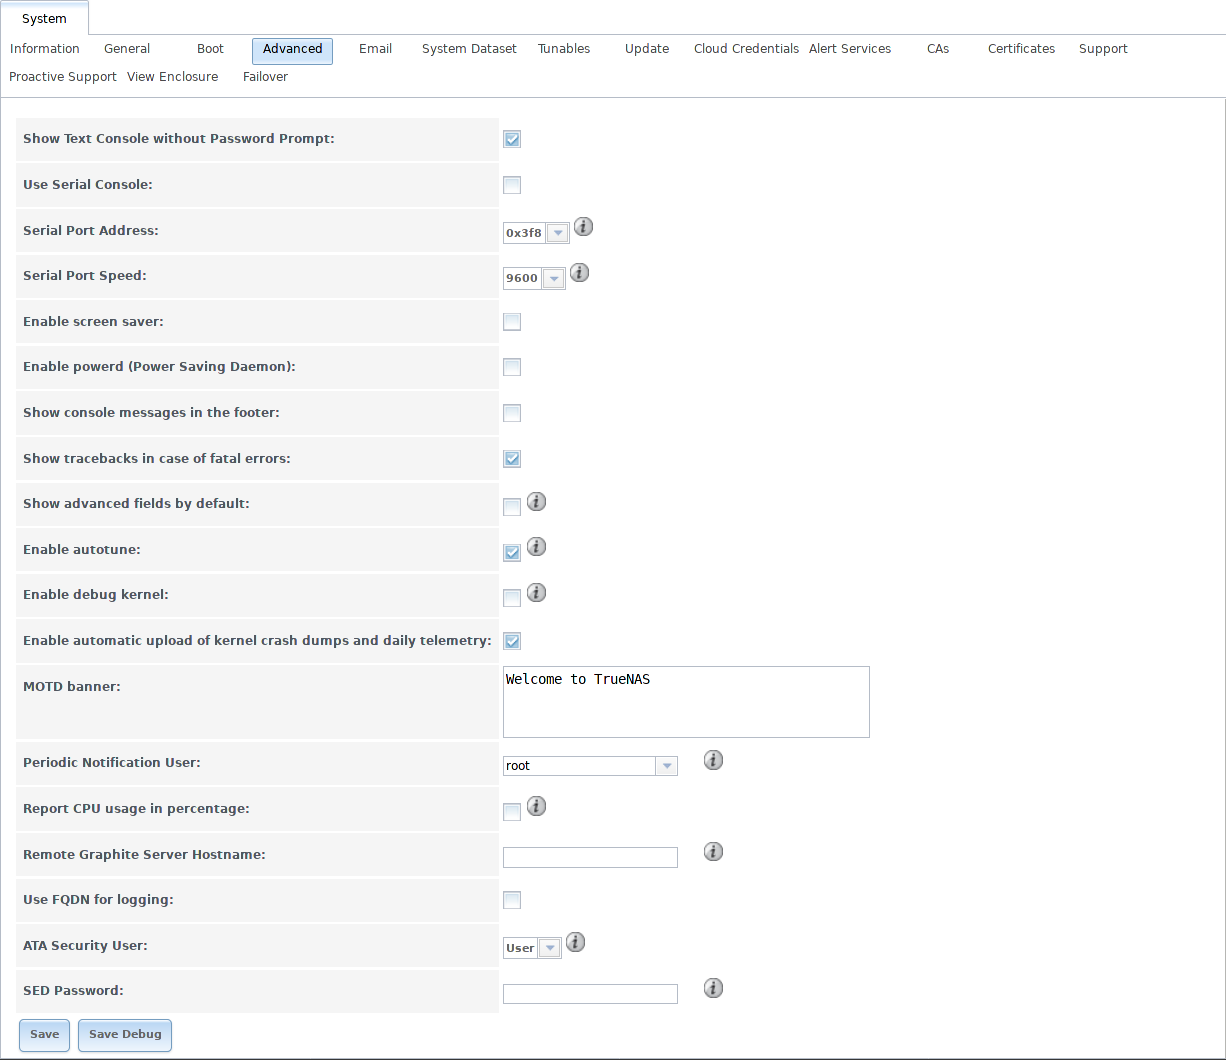 System
Information General Boot Advanced Email System Dataset Tunables Update Cloud Credentials Alert Services CAs Certificates Support
Proactive Support View Enclosure Failover
Show Text Console without Password Prompt:
Use Serial Console:
Serial Port Address: 0x3f8
Serial Port Speed: 9600
Enable screen saver:
Enable powerd (Power Saving Daemon):
Show console messages in the footer:
Show tracebacks in case of fatal errors:
Show advanced fields by default:
Enable autotune:
Enable debug kernel:
Enable automatic upload of kernel crash dumps and daily telemetry:
MOTD banner: Welcome to TrueNAS
Periodic Notification User: root
Report CPU usage in percentage:
Remote Graphite Server Hostname:
Use FQDN for logging:
ATA Security User: User
SED Password:
Save Save Debug